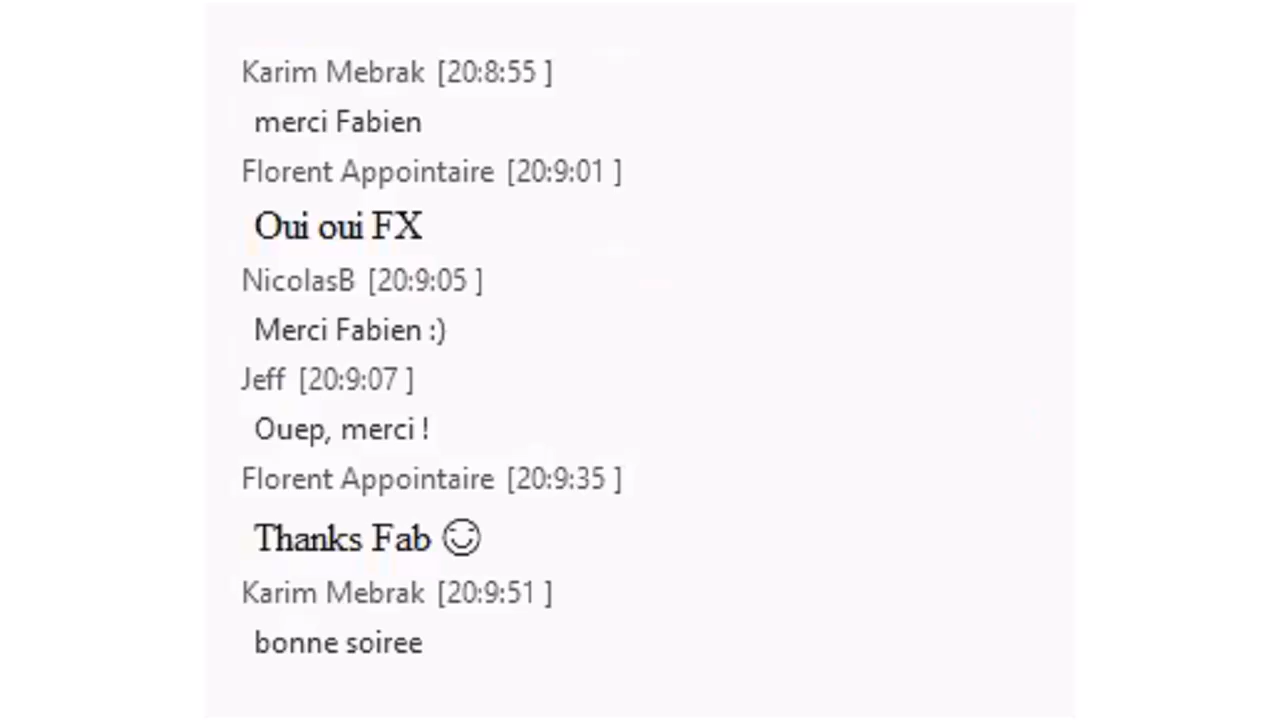 Karim Mebrak [20:8:55 ]
merci Fabien
Florent Appointaire [20:9:01 ]
Oui oui FX
NicolasB [20:9:05 ]
Merci Fabien :)
Jeff [20:9:07 ]
Ouep, merci !
Florent Appointaire [20:9:35 ]
Thanks Fab ☺
Karim Mebrak [20:9:51 ]
bonne soiree